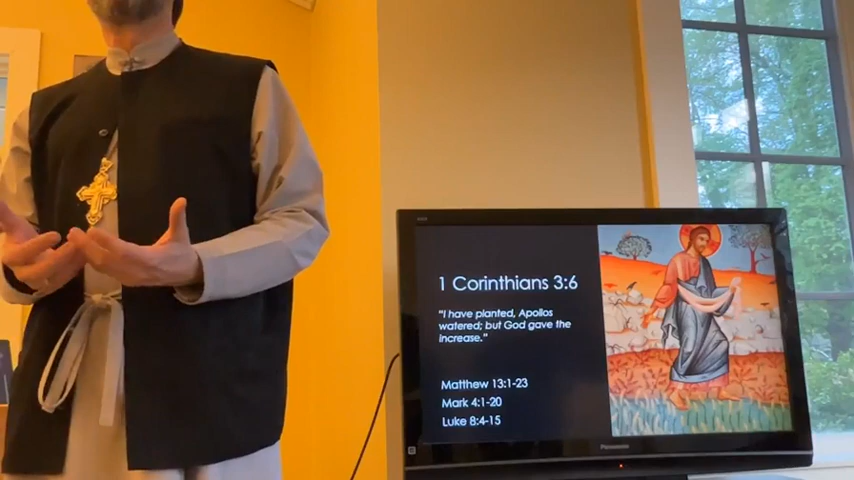 1 Corinthians 3:6
"I have planted, Apollos
watered; but God gave the
increase."
Matthew 13:1-23
Mark 4:1-20
Luke 8:4-15
Panasonic